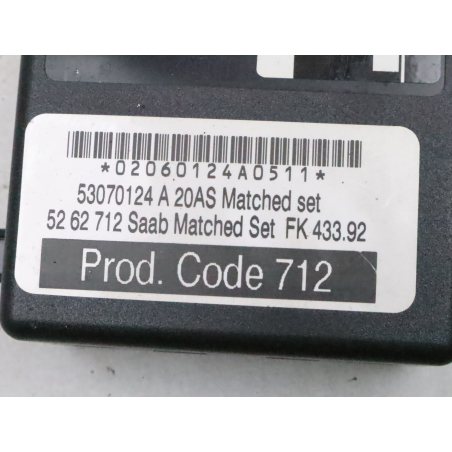 *02060124A0511*
53070124 A 20AS Matched set
52 62 712 Saab Matched Set FK 433.92
Prod. Code 712